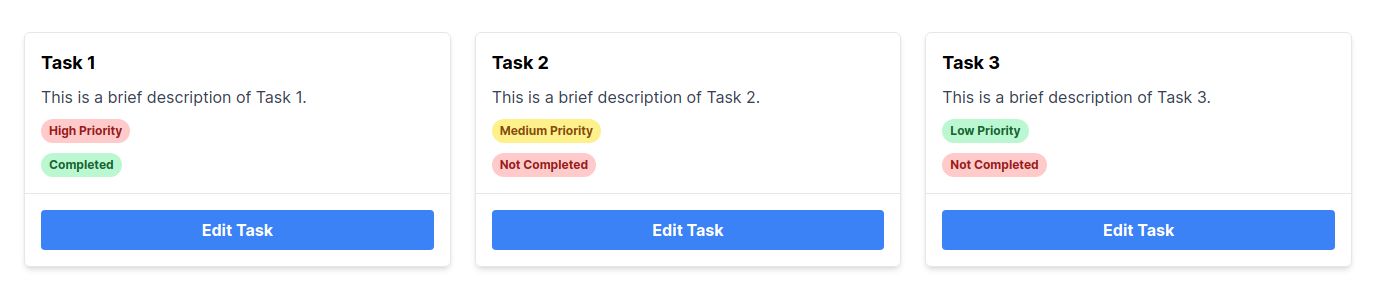 Task 1
This is a brief description of Task 1.
High Priority
Completed
Edit Task
Task 2
This is a brief description of Task 2.
Medium Priority
Not Completed
Edit Task
Task 3
This is a brief description of Task 3.
Low Priority
Not Completed
Edit Task